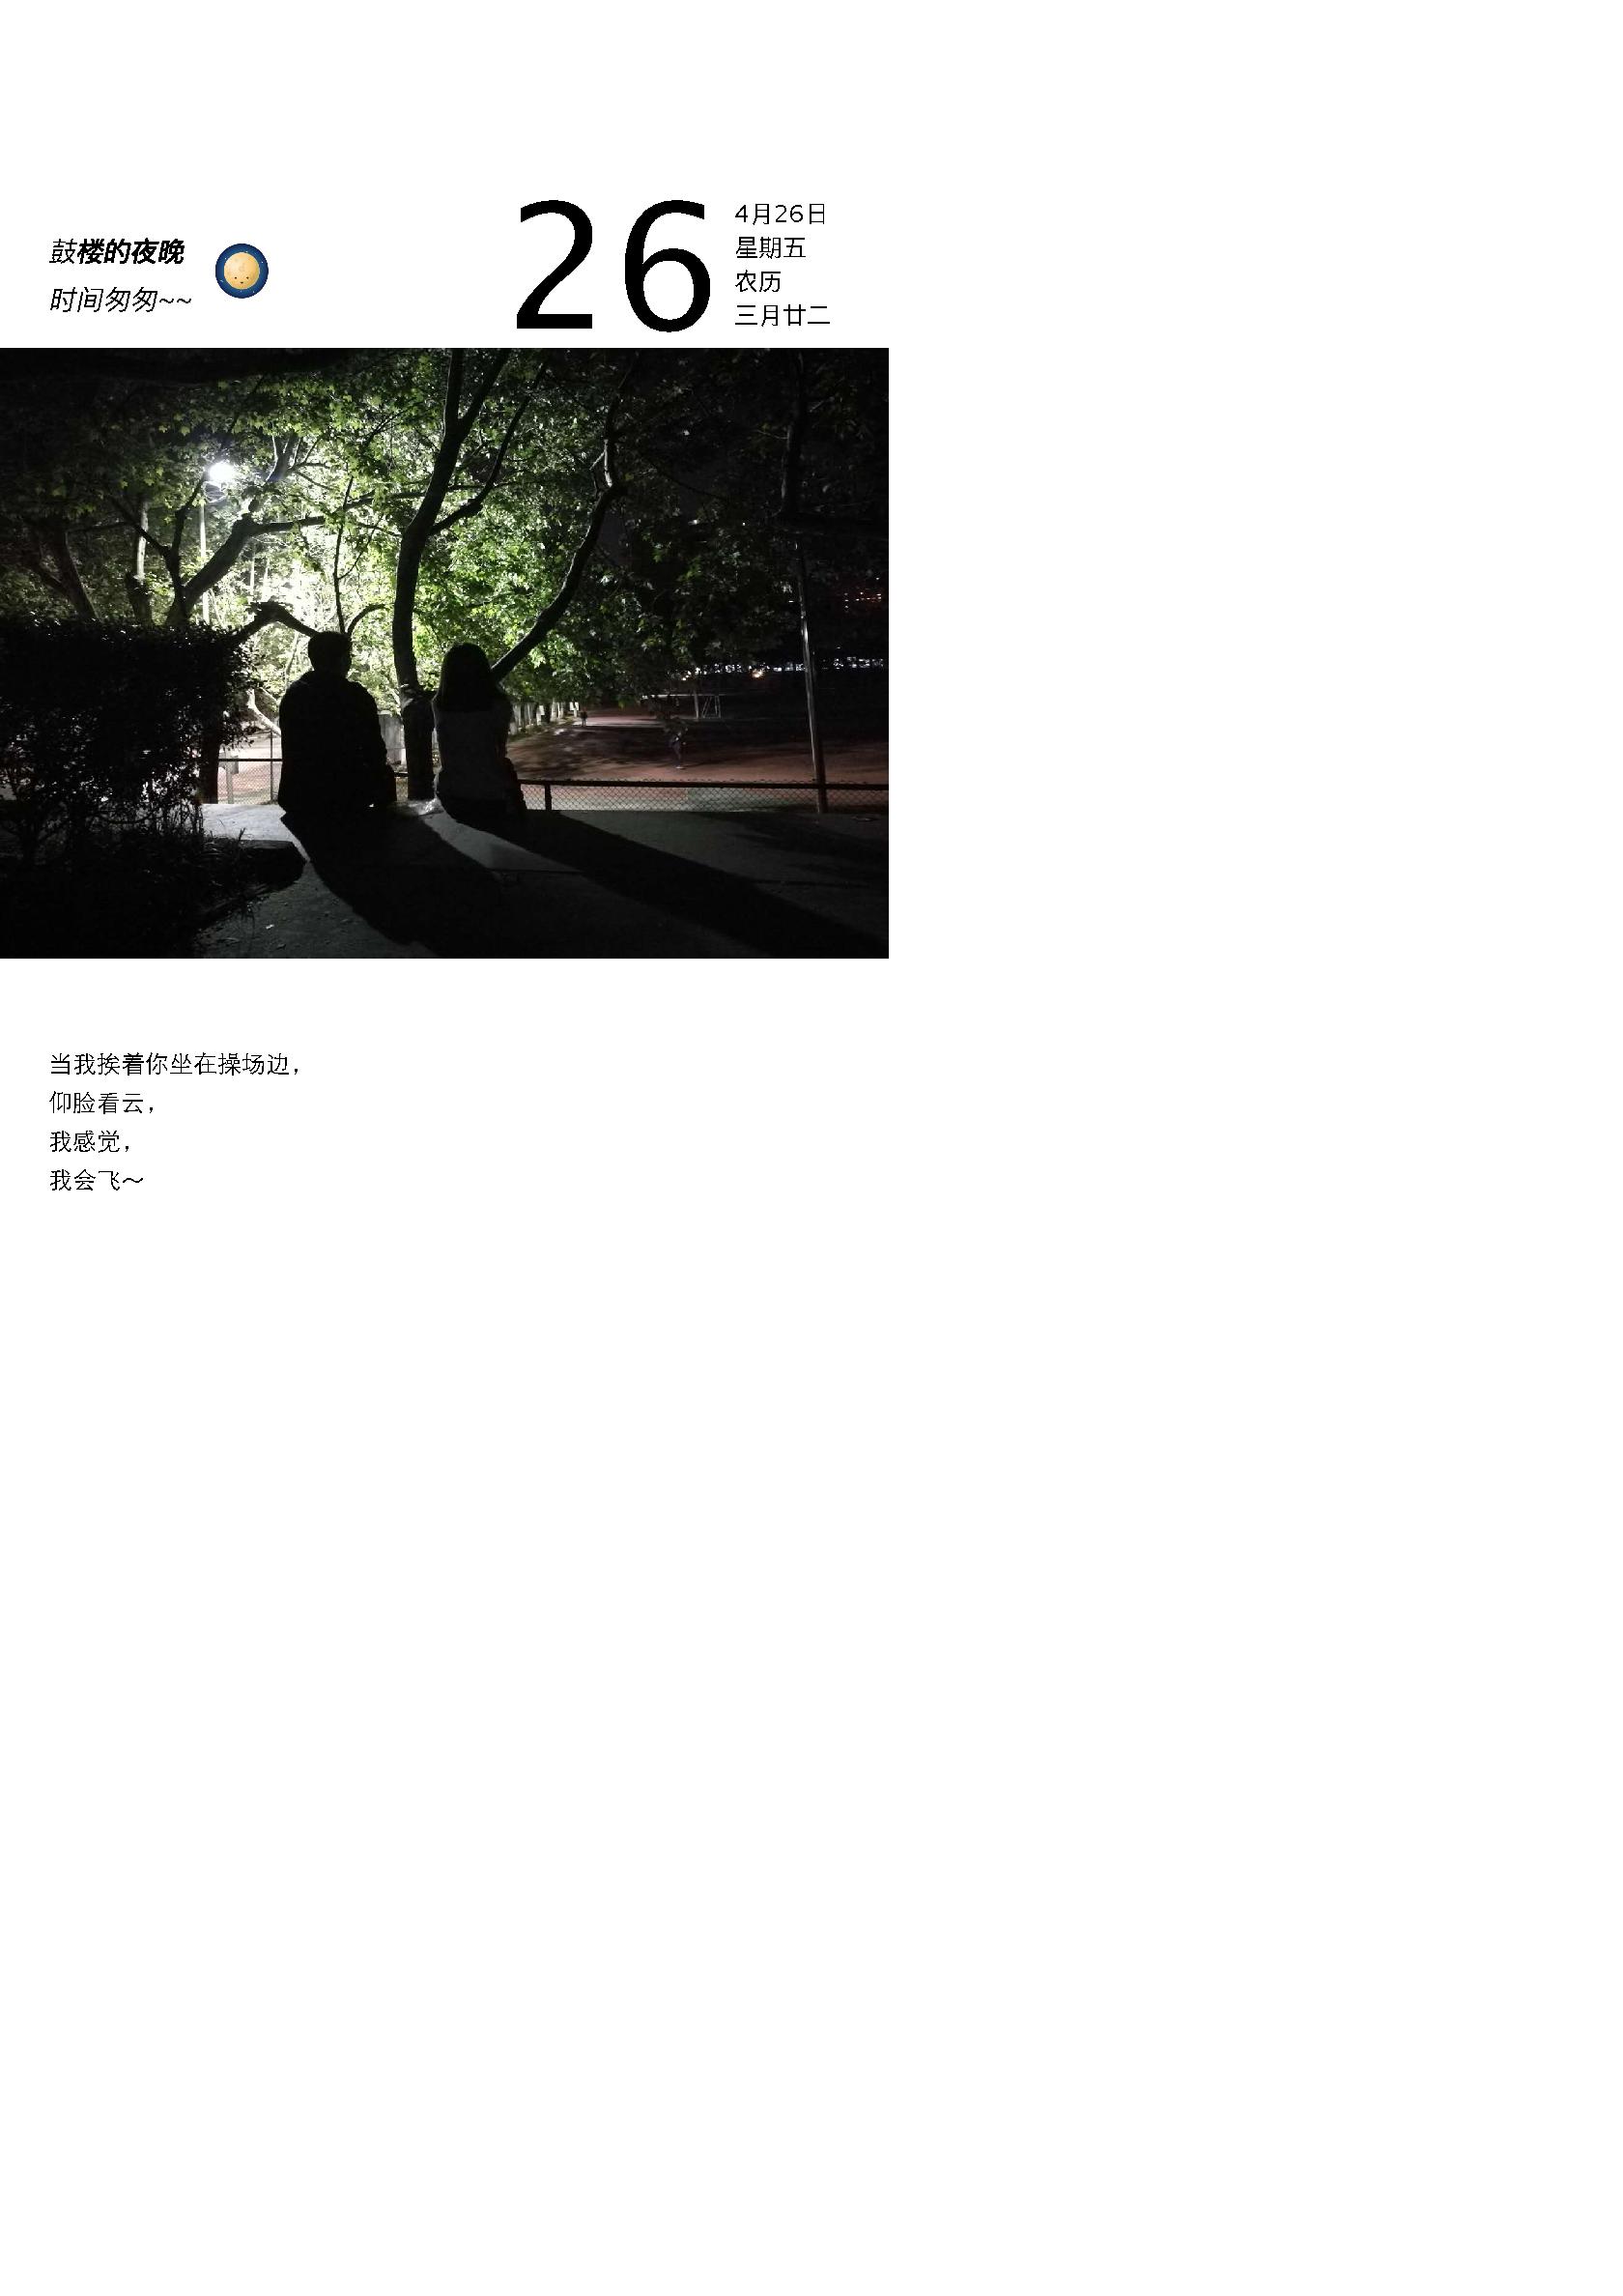 鼓楼的夜晚
时间匆匆~~
26
4月26日
星期五
农历
三月廿二
当我挨着你坐在操场边，
仰脸看云，
我感觉，
我会飞～